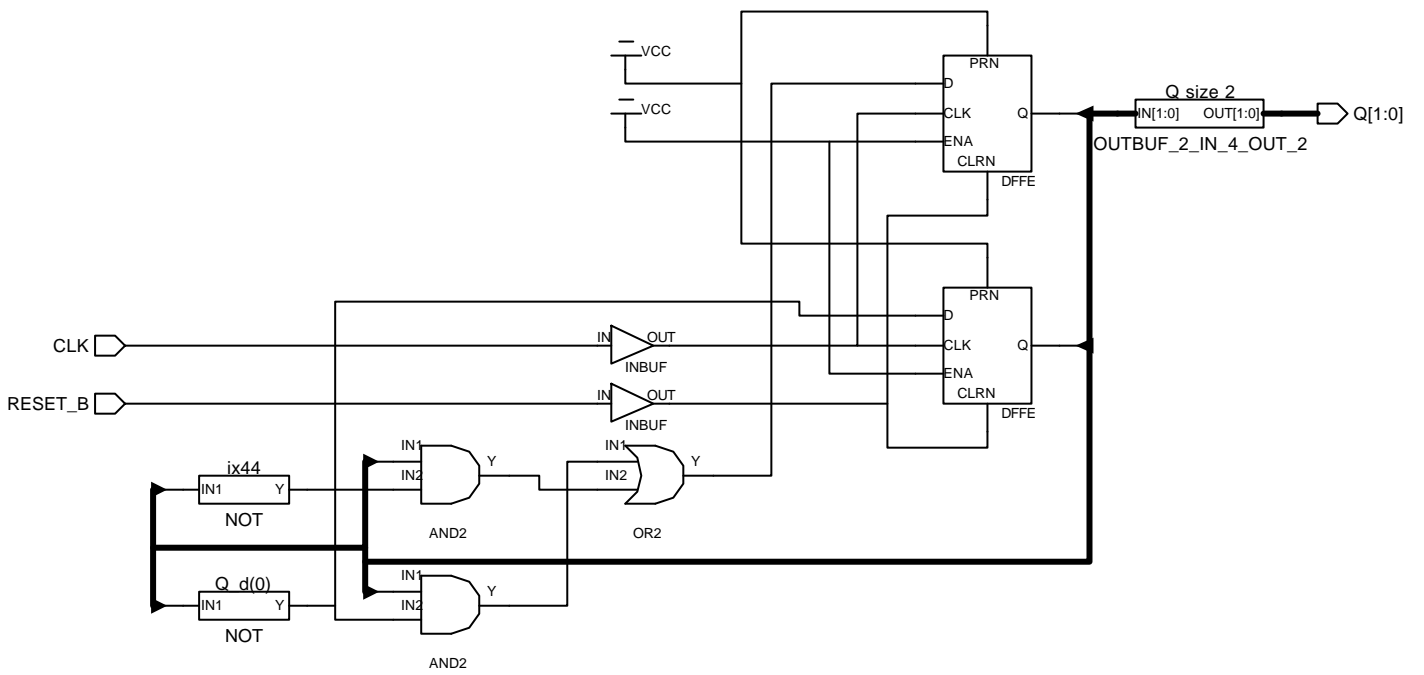 VCC
VCC
PRN
D
CLK
Q
ENA
CLRN
DFFE
Q size 2
IN[1:0] OUT[1:0]
OUTBUF_2_IN_4_OUT_2
Q[1:0]
PRN
D
CLK
Q
ENA
CLRN
DFFE
CLK
IN OUT
INBUF
RESET_B
IN OUT
INBUF
ix44
IN1 Y
NOT
IN1
IN2
Y
AND2
IN1
IN2
Y
OR2
Q_d(0)
IN1 Y
NOT
IN1
IN2
Y
AND2